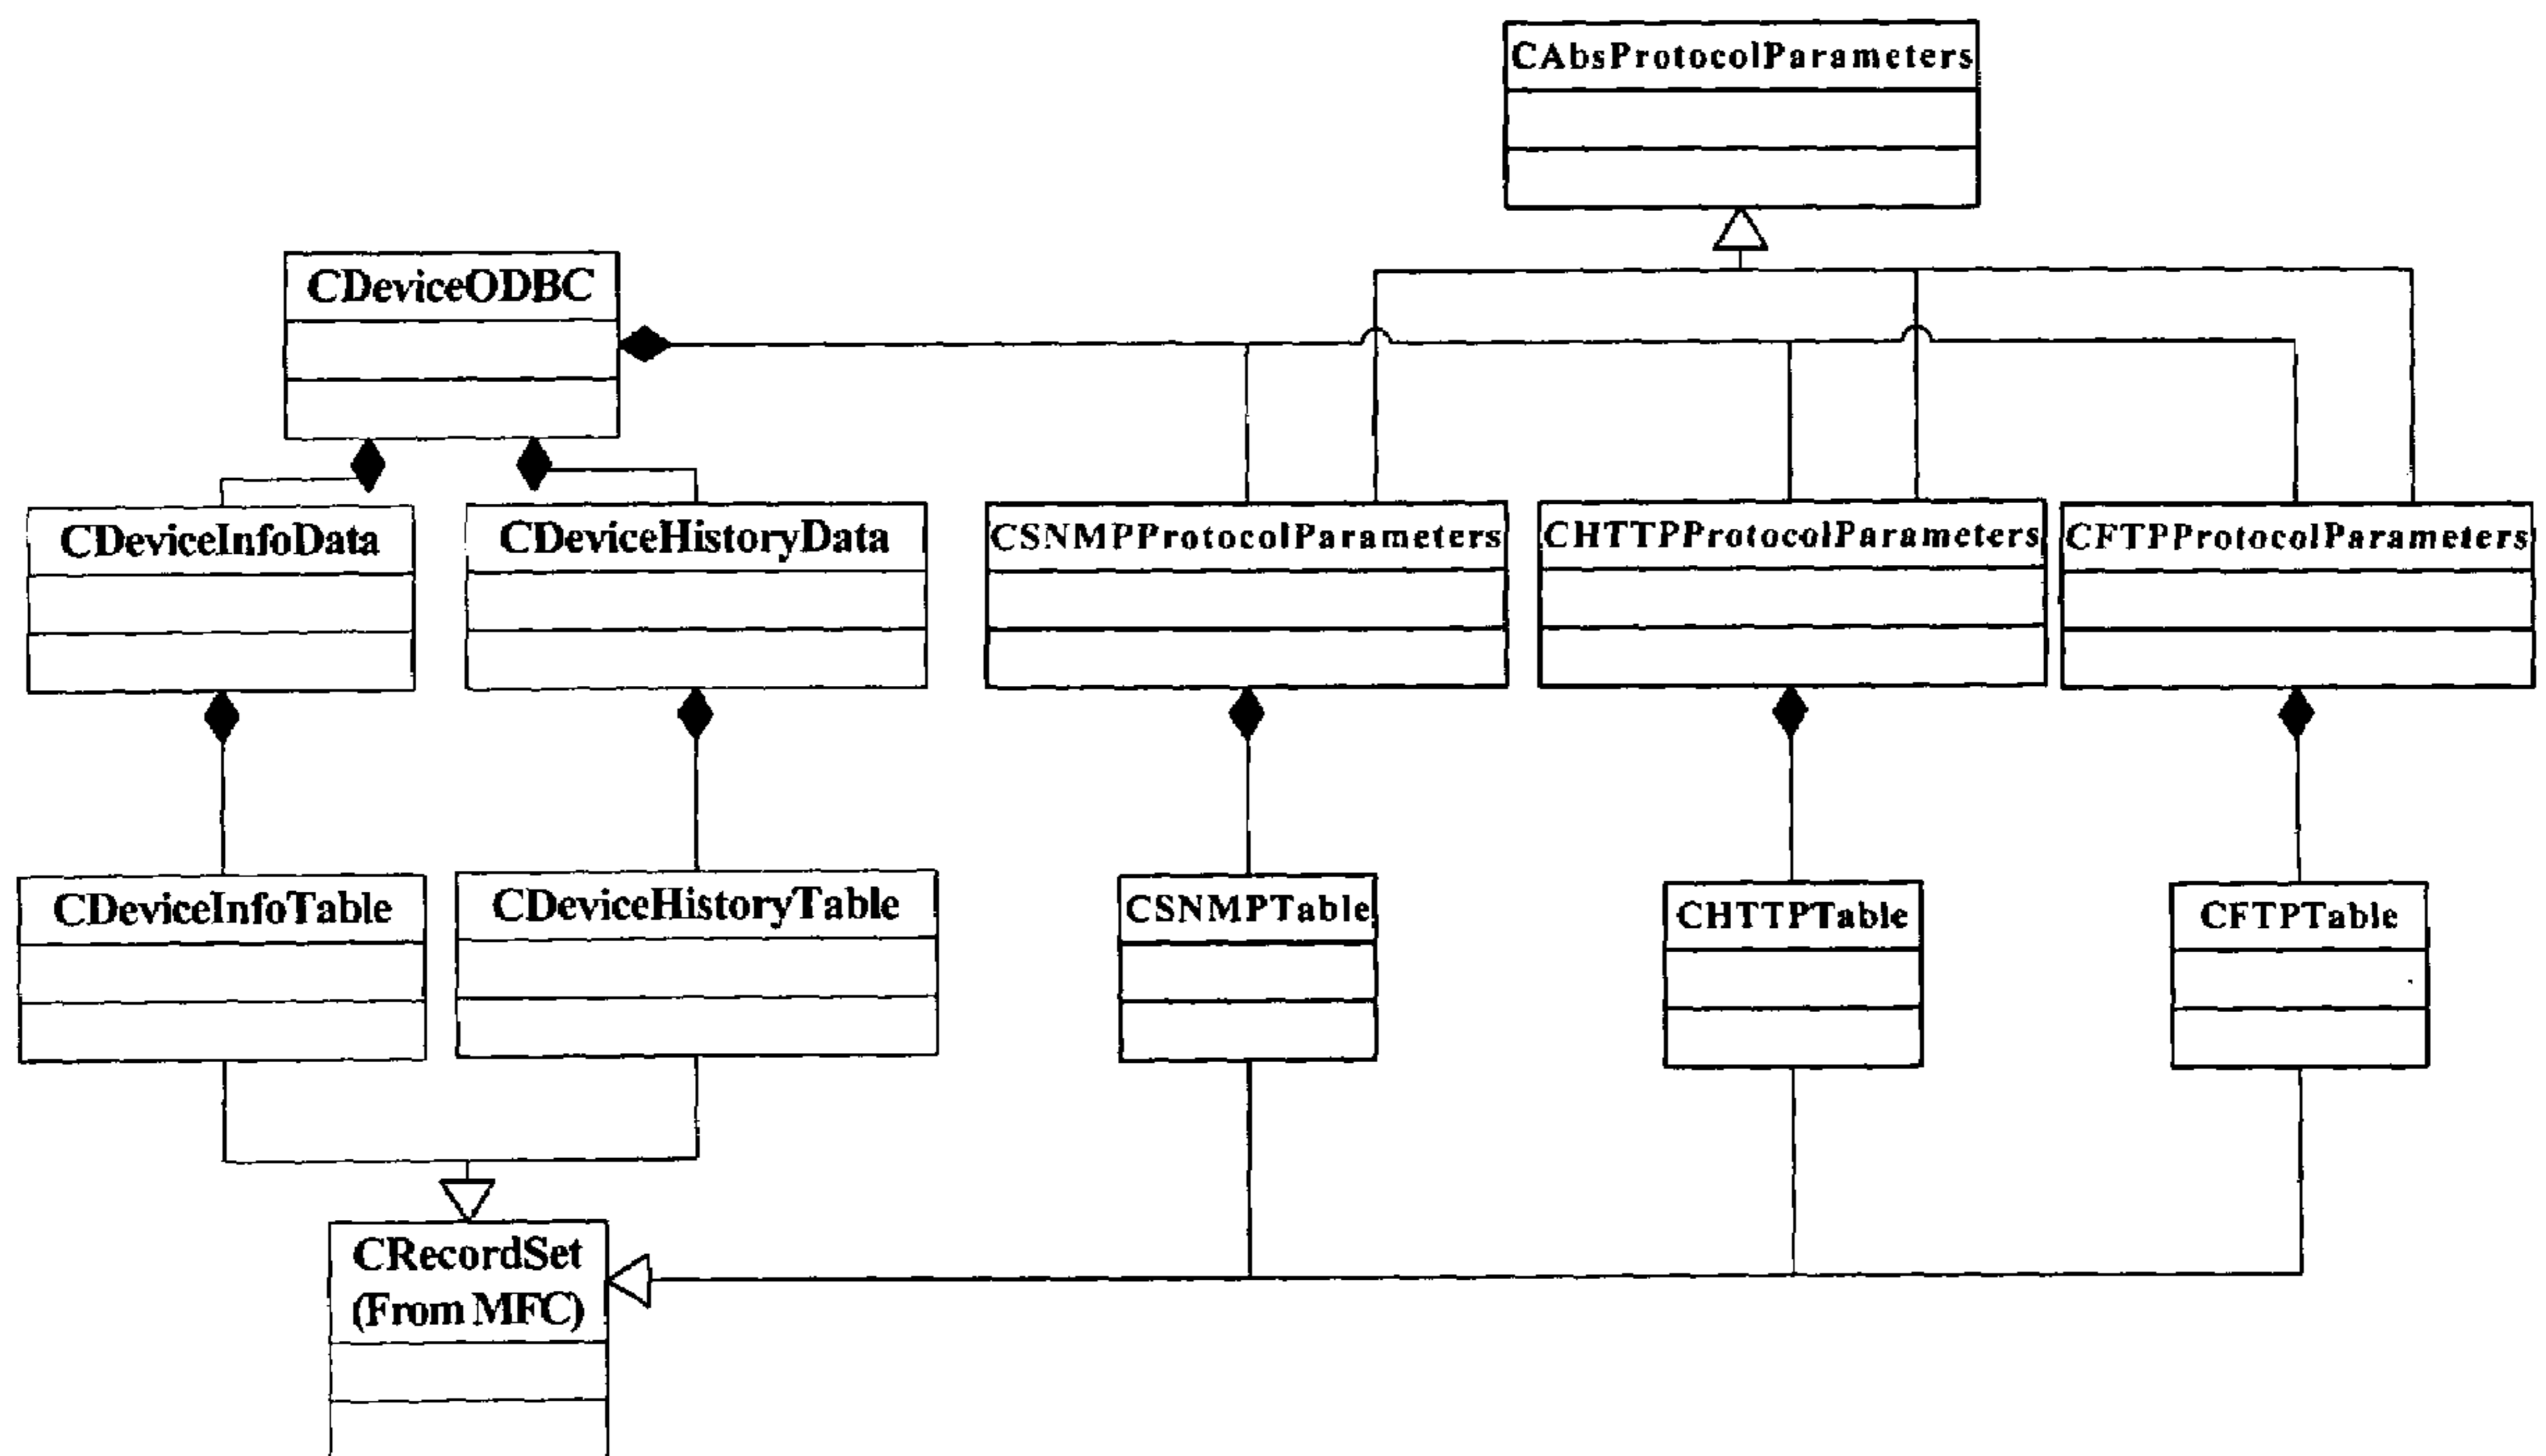 CAbsProtocolParameters
CDeviceODBC
CDeviceInfoData
CDeviceHistoryData
CSNMPProtocolParameters
CHTTPProtocolParameters
CFTPProtocolParameters
CDeviceInfoTable
CDeviceHistoryTable
CSNMPTable
CHTTPTable
CFTPTable
CRecordSet
(From MFC)